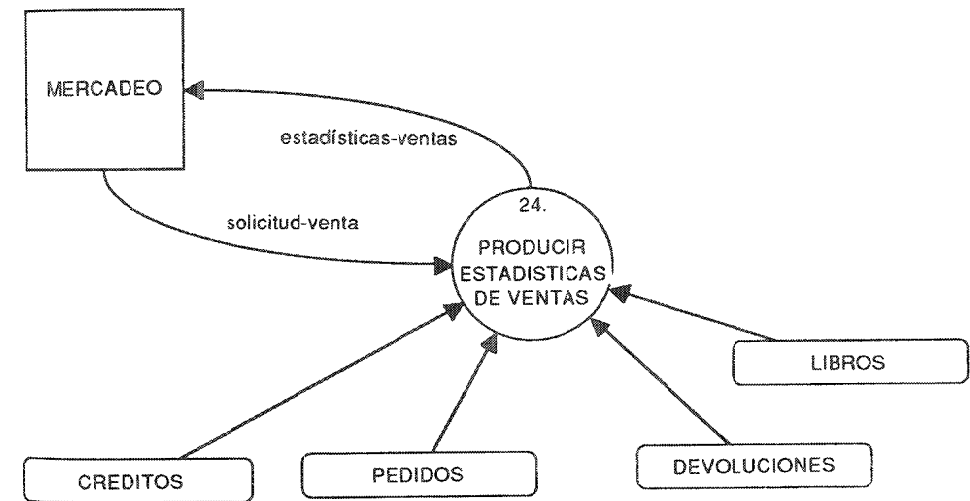 MERCADEO
estadísticas-ventas
solicitud-venta
24.
PRODUCIR
ESTADISTICAS
DE VENTAS
LIBROS
CREDITOS
PEDIDOS
DEVOLUCIONES